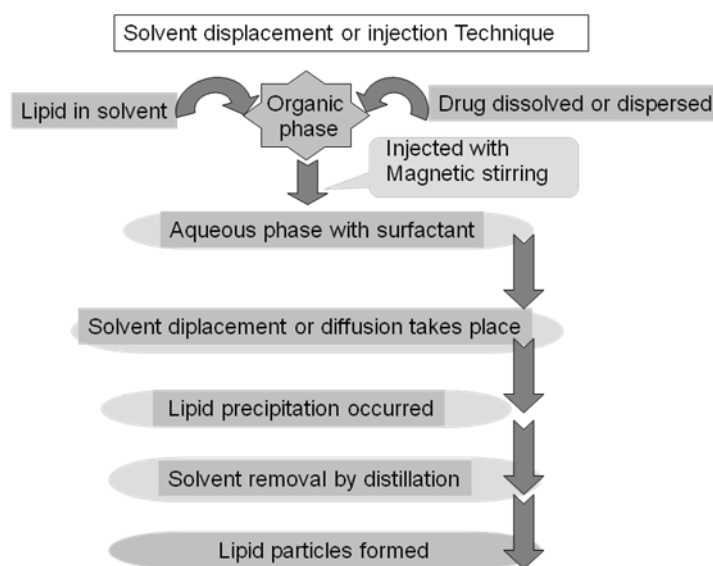 Solvent displacement or injection Technique
Lipid in solvent
Organic
phase
Drug dissolved or dispersed
Injected with
Magnetic stirring
Aqueous phase with surfactant
Solvent diplacement or diffusion takes place
Lipid precipitation occurred
Solvent removal by distillation
Lipid particles formed